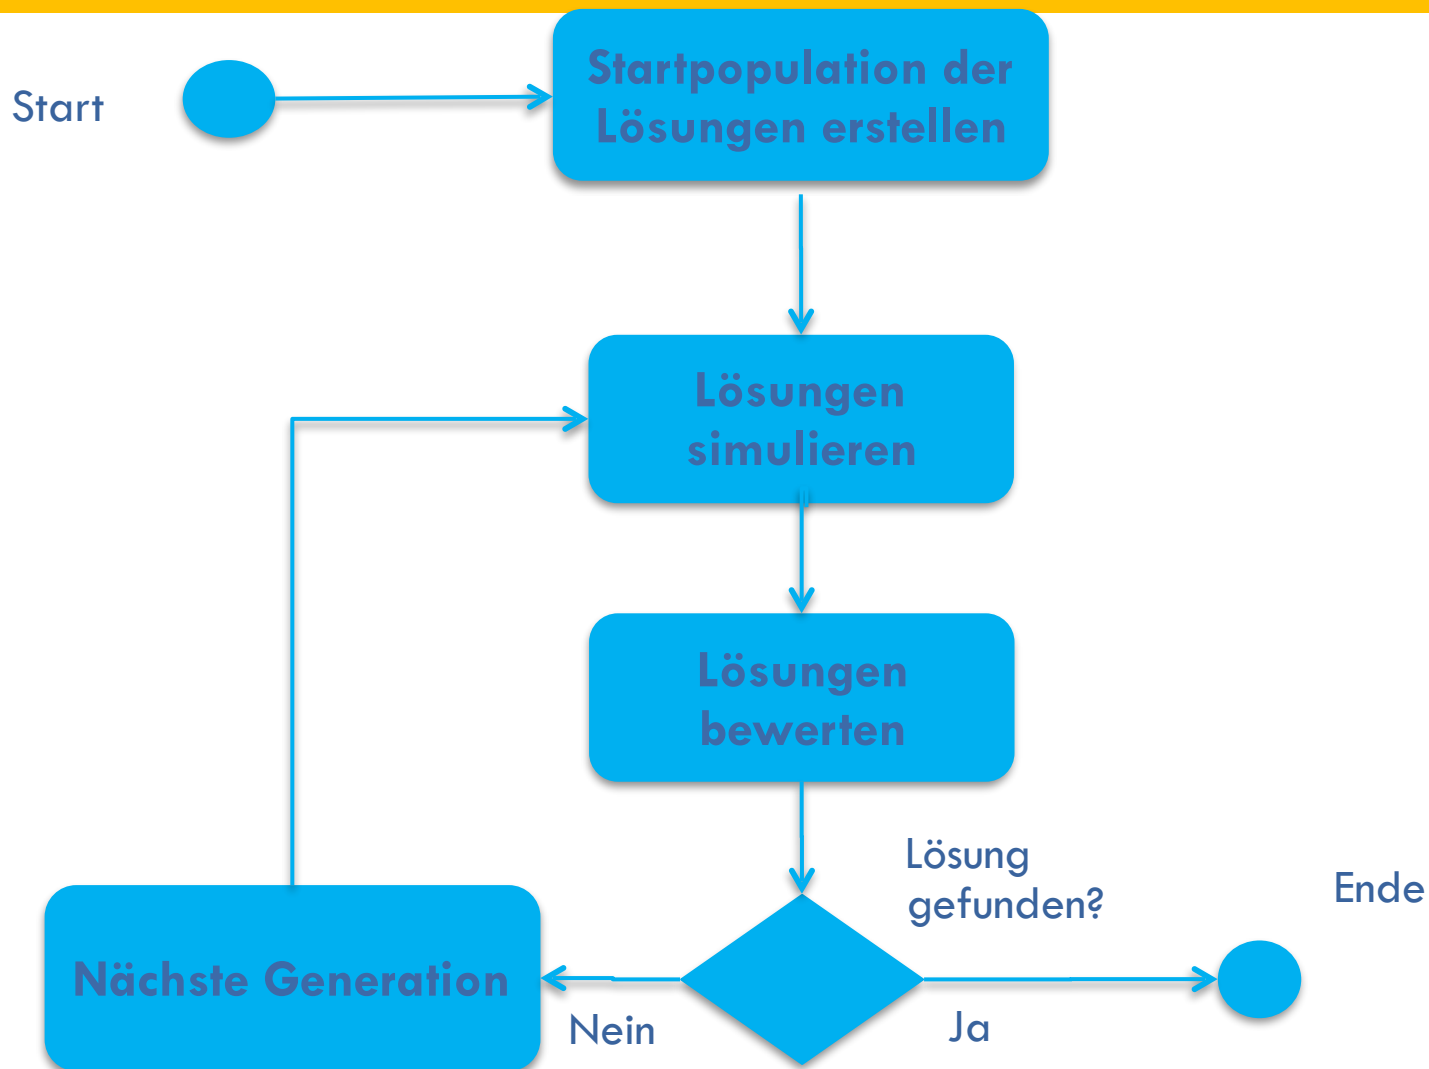 Start
Startpopulation der
Lösungen erstellen
Lösungen
simulieren
Lösungen
bewerten
Lösung
gefunden?
Ende
Nächste Generation
Nein
Ja